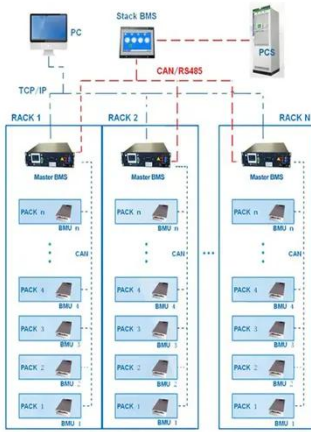 PC
Stack BMS
PCS
CAN/RS485
TCP/IP
RACK 1
RACK 2
RACK N
Master BMS
Master BMS
Master BMS
PACK n
BMU n
PACK n
BMU n
PACK n
BMU n
CAN
CAN
CAN
PACK 4
BMU 4
PACK 4
BMU 4
PACK 4
BMU 4
PACK 3
BMU 3
PACK 3
BMU 3
PACK 3
BMU 3
PACK 2
BMU 2
PACK 2
BMU 2
PACK 2
BMU 2
PACK 1
BMU 1
PACK 1
BMU 1
PACK 1
BMU 1